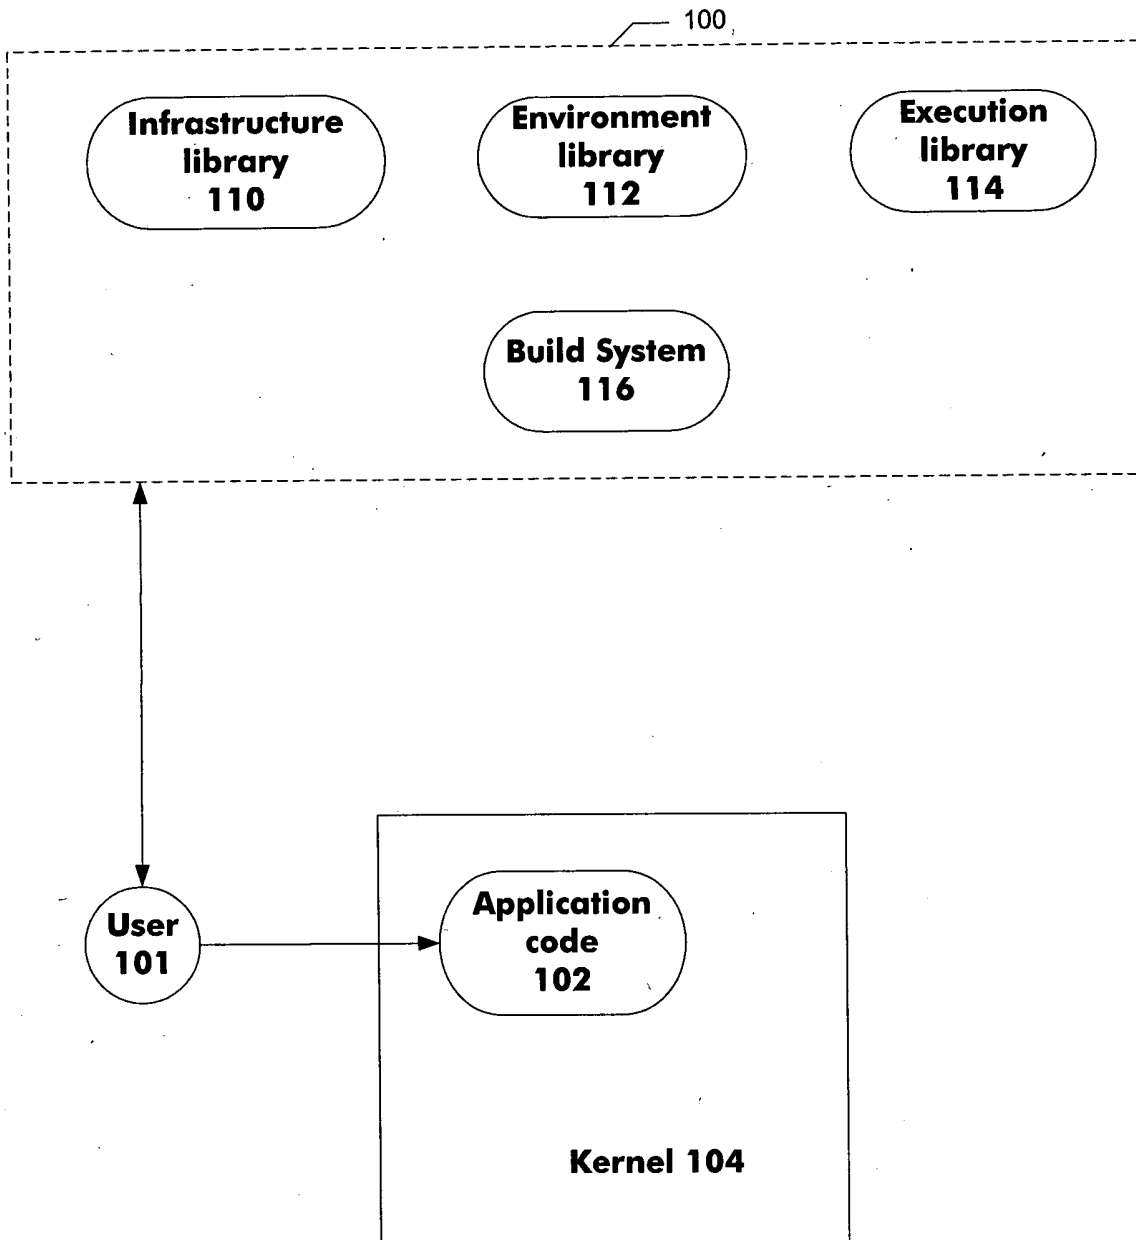 100
Infrastructure
library
110
Environment
library
112
Execution
library
114
Build System
116
User
101
Application
code
102
Kernel 104